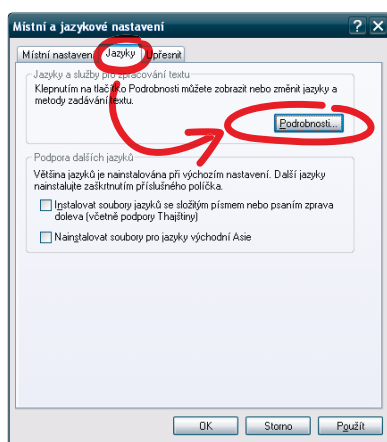 Místní a jazykové nastavení
Místní nastavení Jazyky Upřesnit
Jazyky a služby pro zpracování textu
Klepnutím na tlačítko Podrobnosti můžete zobrazit nebo změnit jazyky a
metody zadávání textu.
Podrobnosti...
Podpora dalších jazyků
Většina jazyků je nainstalována při výchozím nastavení. Další jazyky
nainstalujte zaškrtnutím příslušného políčka.
Instalovat soubory jazyků se složitým písmem nebo psaním zprava
doleva (včetně podpory Thajštiny)
Nainstalovat soubory pro jazyky východní Asie
OK Storno Použít